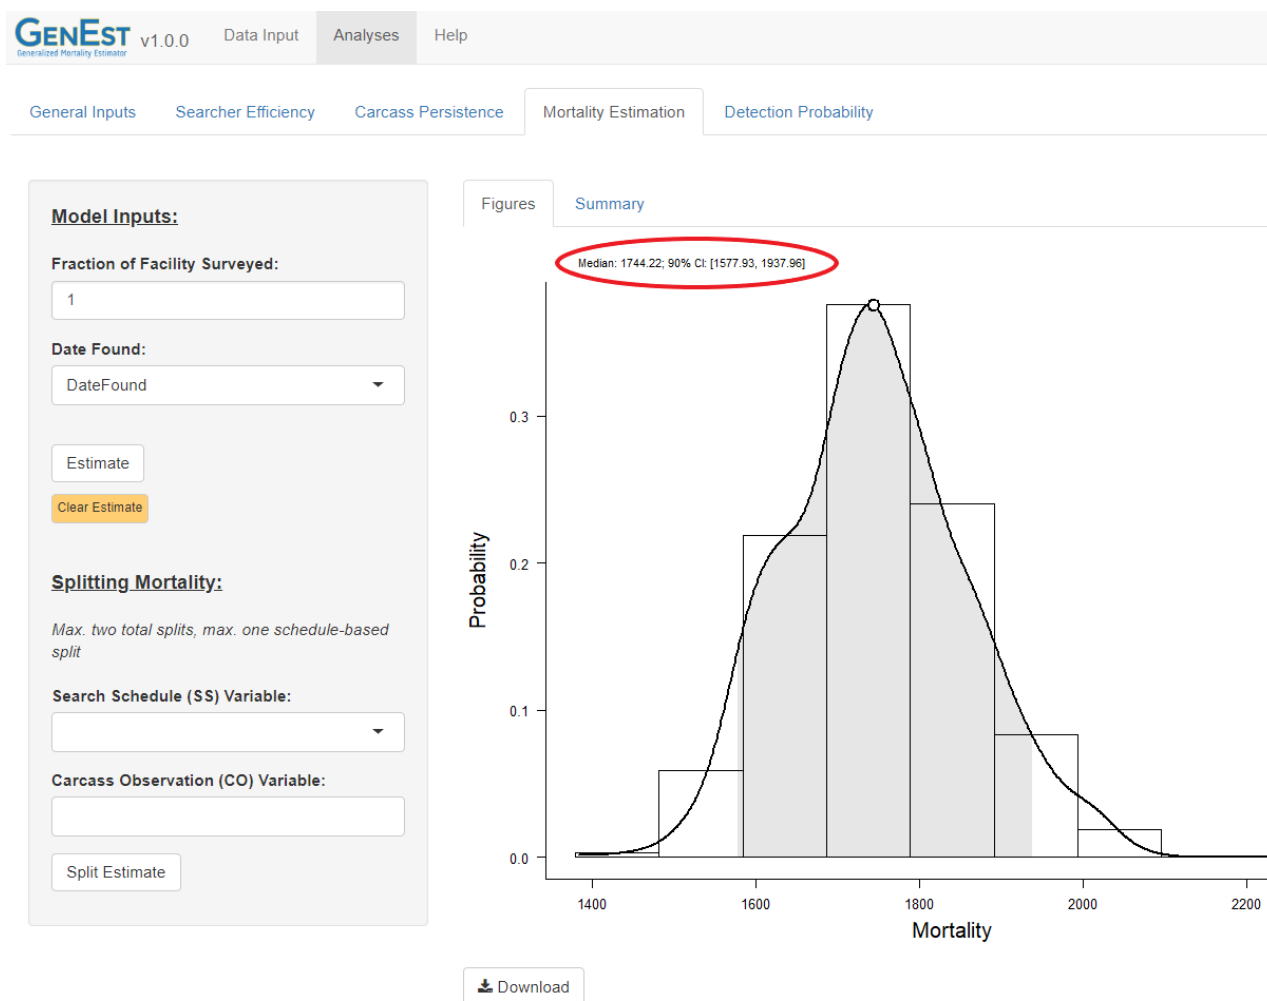 GENEST v1.0.0 Data Input Analyses Help
Generalized Mortality Estimator
General Inputs Searcher Efficiency Carcass Persistence Mortality Estimation Detection Probability
Model Inputs:
Fraction of Facility Surveyed:
1
Date Found:
DateFound
Estimate
Clear Estimate
Splitting Mortality:
Max. two total splits, max. one schedule-based
split
Search Schedule (SS) Variable:
Carcass Observation (CO) Variable:
Split Estimate
Figures Summary
Median: 1744.22; 90% CI: [1577.93, 1937.96]
Probability
0.3
0.2
0.1
0.0
1400 1600 1800 2000 2200
Mortality
Download